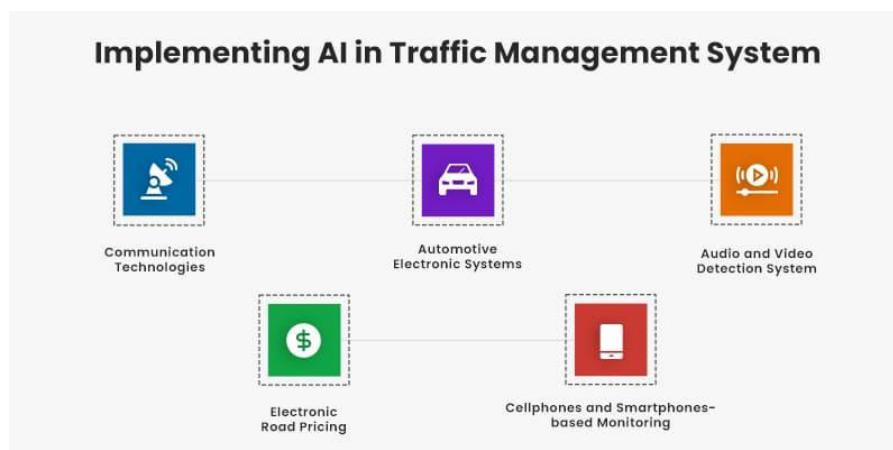 Implementing AI in Traffic Management System
Communication
Technologies
Automotive
Electronic Systems
Audio and Video
Detection System
$
Electronic
Road Pricing
Cellphones and Smartphones-
based Monitoring